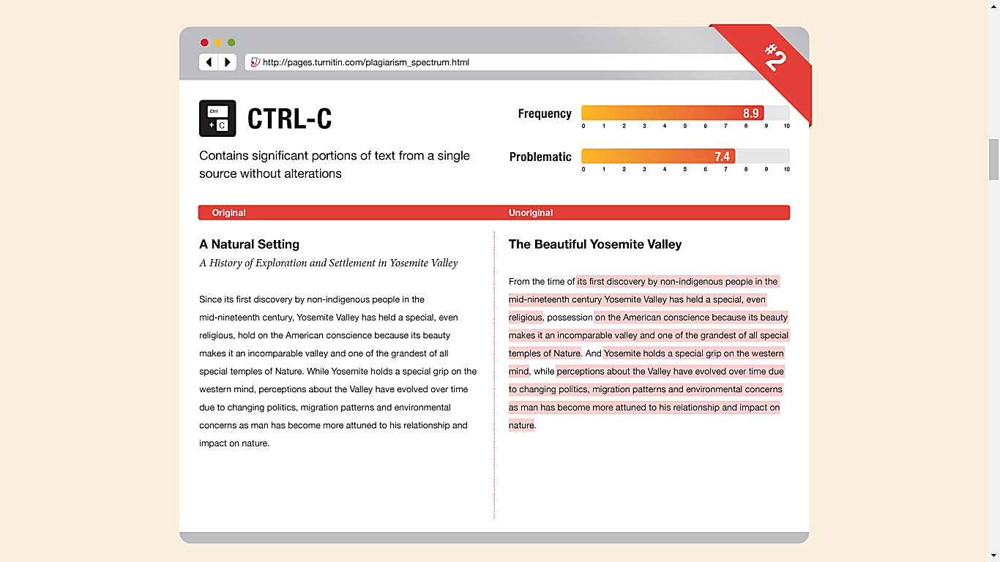 http://pages.turnitin.com/plagiarism_spectrum.html
#2
Ctrl
+ C
CTRL-C
Contains significant portions of text from a single
source without alterations
Frequency
8.9
0 1 2 3 4 5 6 7 8 9 10
Problematic
7.4
0 1 2 3 4 5 6 7 8 9 10
Original
A Natural Setting
A History of Exploration and Settlement in Yosemite Valley
Since its first discovery by non-indigenous people in the
mid-nineteenth century, Yosemite Valley has held a special, even
religious, hold on the American conscience because its beauty
makes it an incomparable valley and one of the grandest of all
special temples of Nature. While Yosemite holds a special grip on the
western mind, perceptions about the Valley have evolved over time
due to changing politics, migration patterns and environmental
concerns as man has become more attuned to his relationship and
impact on nature.
Unoriginal
The Beautiful Yosemite Valley
From the time of its first discovery by non-indigenous people in the
mid-nineteenth century Yosemite Valley has held a special, even
religious, possession on the American conscience because its beauty
makes it an incomparable valley and one of the grandest of all special
temples of Nature. And Yosemite holds a special grip on the western
mind, while perceptions about the Valley have evolved over time due
to changing politics, migration patterns and environmental concerns
as man has become more attuned to his relationship and impact on
nature.